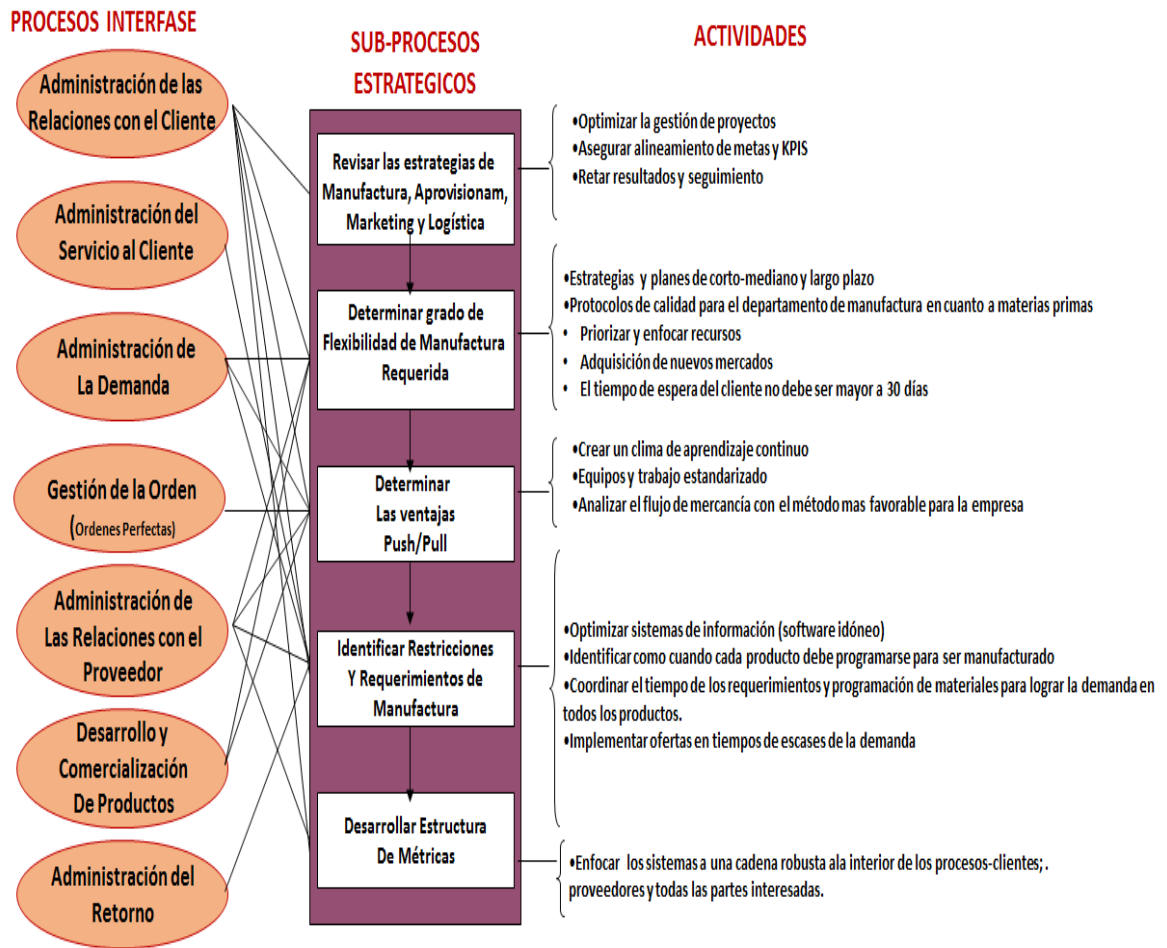 PROCESOS INTERFASE
SUB-PROCESOS
ESTRATEGICOS
ACTIVIDADES
Administración de las
Relaciones con el Cliente
Administración del
Servicio al Cliente
Administración de
La Demanda
Gestión de la Orden
(Ordenes Perfectas)
Administración de
Las Relaciones con el
Proveedor
Desarrollo y
Comercialización
De Productos
Administración del
Retorno
Revisar las estrategias de
Manufactura, Aprovisionam,
Marketing y Logística
Determinar grado de
Flexibilidad de Manufactura
Requerida
Determinar
Las ventajas
Push/Pull
Identificar Restricciones
Y Requerimientos de
Manufactura
Desarrollar Estructura
De Métricas
•Optimizar la gestión de proyectos
•Asegurar alineamiento de metas y KPIS
•Retar resultados y seguimiento
•Estrategias y planes de corto-mediano y largo plazo
•Protocolos de calidad para el departamento de manufactura en cuanto a materias primas
• Priorizar y enfocar recursos
• Adquisición de nuevos mercados
• El tiempo de espera del cliente no debe ser mayor a 30 días
•Crear un clima de aprendizaje continuo
•Equipos y trabajo estandarizado
•Analizar el flujo de mercancía con el método mas favorable para la empresa
•Optimizar sistemas de información (software idóneo)
•Identificar como cuando cada producto debe programarse para ser manufacturado
•Coordinar el tiempo de los requerimientos y programación de materiales para lograr la demanda en
todos los productos.
•Implementar ofertas en tiempos de escases de la demanda
•Enfocar los sistemas a una cadena robusta ala interior de los procesos-clientes; .
proveedores y todas las partes interesadas.